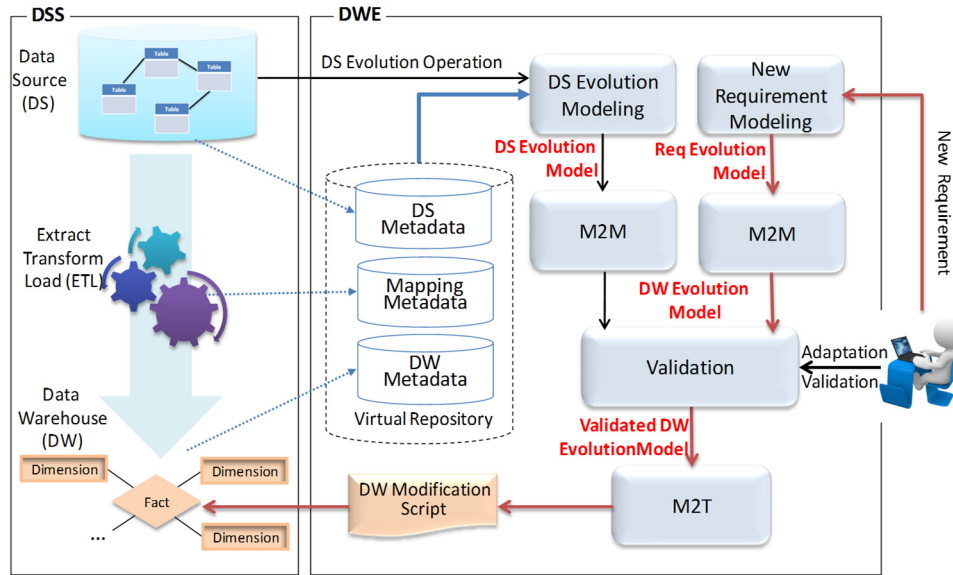 DSS
DWE
Data
Source
(DS)
Table
Table
Table
Table
DS Evolution Operation
DS Evolution
Modeling
New
Requirement
Modeling
DS Evolution
Model
Req Evolution
Model
New Requirement
DS
Metadata
M2M
M2M
Extract
Transform
Load (ETL)
Mapping
Metadata
DW Evolution
Model
DW
Metadata
Validation
Adaptation
Validation
Virtual Repository
Data
Warehouse
(DW)
Validated DW
EvolutionModel
Dimension
Dimension
Fact
...
Dimension
DW Modification
Script
M2T